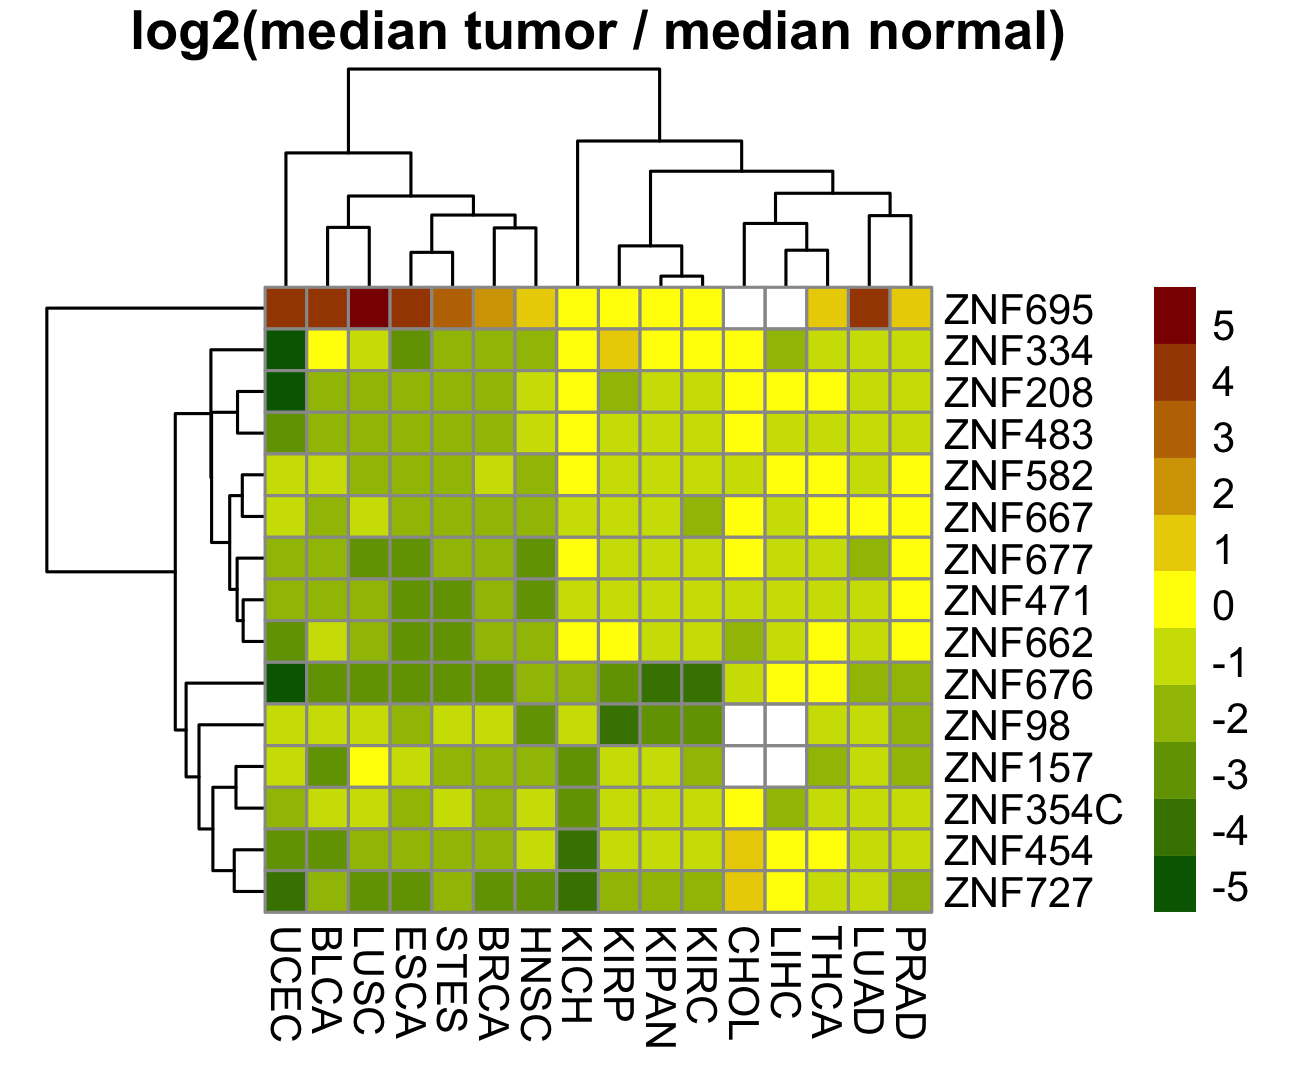 log2(median tumor / median normal)
ZNF695
ZNF334
ZNF208
ZNF483
ZNF582
ZNF667
ZNF677
ZNF471
ZNF662
ZNF676
ZNF98
ZNF157
ZNF354C
ZNF454
ZNF727
5
4
3
2
1
0
-1
-2
-3
-4
-5
UCEC
BLCA
LUSC
ESCA
STES
BRCA
HNSC
KICH
KIRP
KIPAN
KIRC
CHOL
LIHC
THCA
LUAD
PRAD